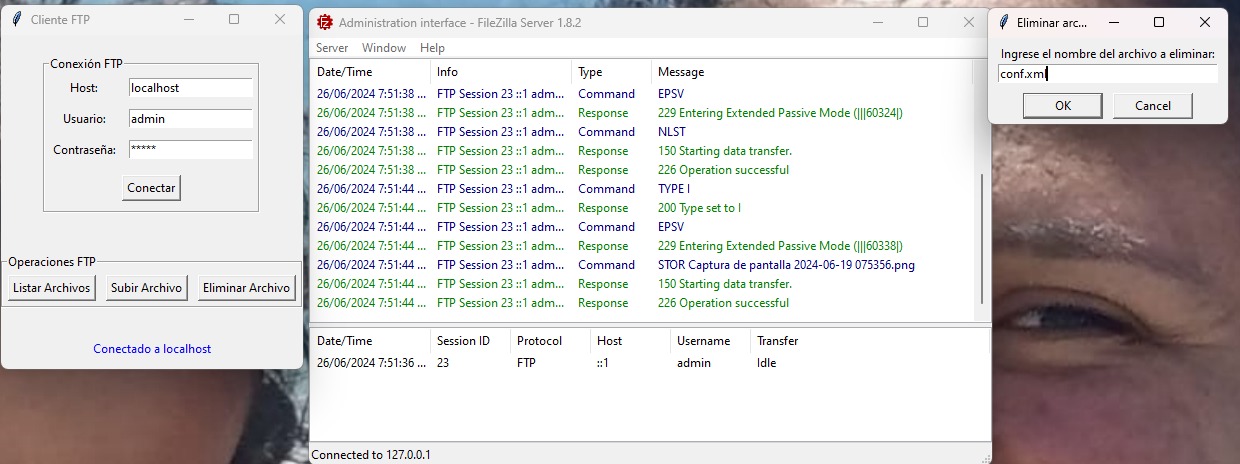 Cliente FTP
Conexión FTP
Host: localhost
Usuario: admin
Contraseña: *****
Conectar
Operaciones FTP
Listar Archivos Subir Archivo Eliminar Archivo
Conectado a localhost
Administration interface - FileZilla Server 1.8.2
Server Window Help
Date/Time Info Type Message
26/06/2024 7:51:38 ... FTP Session 23 ::1 adm... Command EPSV
26/06/2024 7:51:38 ... FTP Session 23 ::1 adm... Response 229 Entering Extended Passive Mode (|||60324|)
26/06/2024 7:51:38 ... FTP Session 23 ::1 adm... Command NLST
26/06/2024 7:51:38 ... FTP Session 23 ::1 adm... Response 150 Starting data transfer.
26/06/2024 7:51:38 ... FTP Session 23 ::1 adm... Response 226 Operation successful
26/06/2024 7:51:44 ... FTP Session 23 ::1 adm... Command TYPE I
26/06/2024 7:51:44 ... FTP Session 23 ::1 adm... Response 200 Type set to I
26/06/2024 7:51:44 ... FTP Session 23 ::1 adm... Command EPSV
26/06/2024 7:51:44 ... FTP Session 23 ::1 adm... Response 229 Entering Extended Passive Mode (|||60338|)
26/06/2024 7:51:44 ... FTP Session 23 ::1 adm... Command STOR Captura de pantalla 2024-06-19 075356.png
26/06/2024 7:51:44 ... FTP Session 23 ::1 adm... Response 150 Starting data transfer.
26/06/2024 7:51:44 ... FTP Session 23 ::1 adm... Response 226 Operation successful
Date/Time Session ID Protocol Host Username Transfer
26/06/2024 7:51:36 ... 23 FTP ::1 admin Idle
Connected to 127.0.0.1
Eliminar arc...
Ingrese el nombre del archivo a eliminar:
conf.xml
OK Cancel